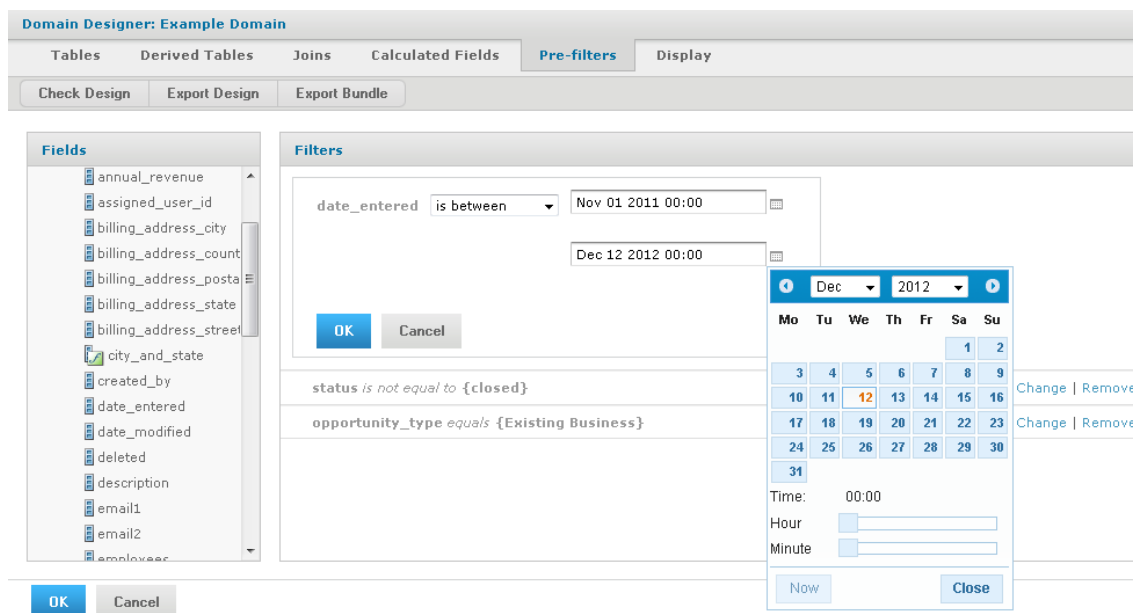 Domain Designer: Example Domain
Tables Derived Tables Joins Calculated Fields Pre-filters Display
Check Design Export Design Export Bundle
Fields
annual_revenue
assigned_user_id
billing_address_city
billing_address_count
billing_address_posta
billing_address_state
billing_address_street
city_and_state
created_by
date_entered
date_modified
deleted
description
email1
email2
employees
Filters
date_entered is between Nov 01 2011 00:00
Dec 12 2012 00:00
OK Cancel
status is not equal to {closed} Change | Remove
opportunity_type equals {Existing Business} Change | Remove
Dec 2012
Mo Tu We Th Fr Sa Su
1 2
3 4 5 6 7 8 9
10 11 12 13 14 15 16
17 18 19 20 21 22 23
24 25 26 27 28 29 30
31
Time: 00:00
Hour
Minute
Now Close
OK Cancel